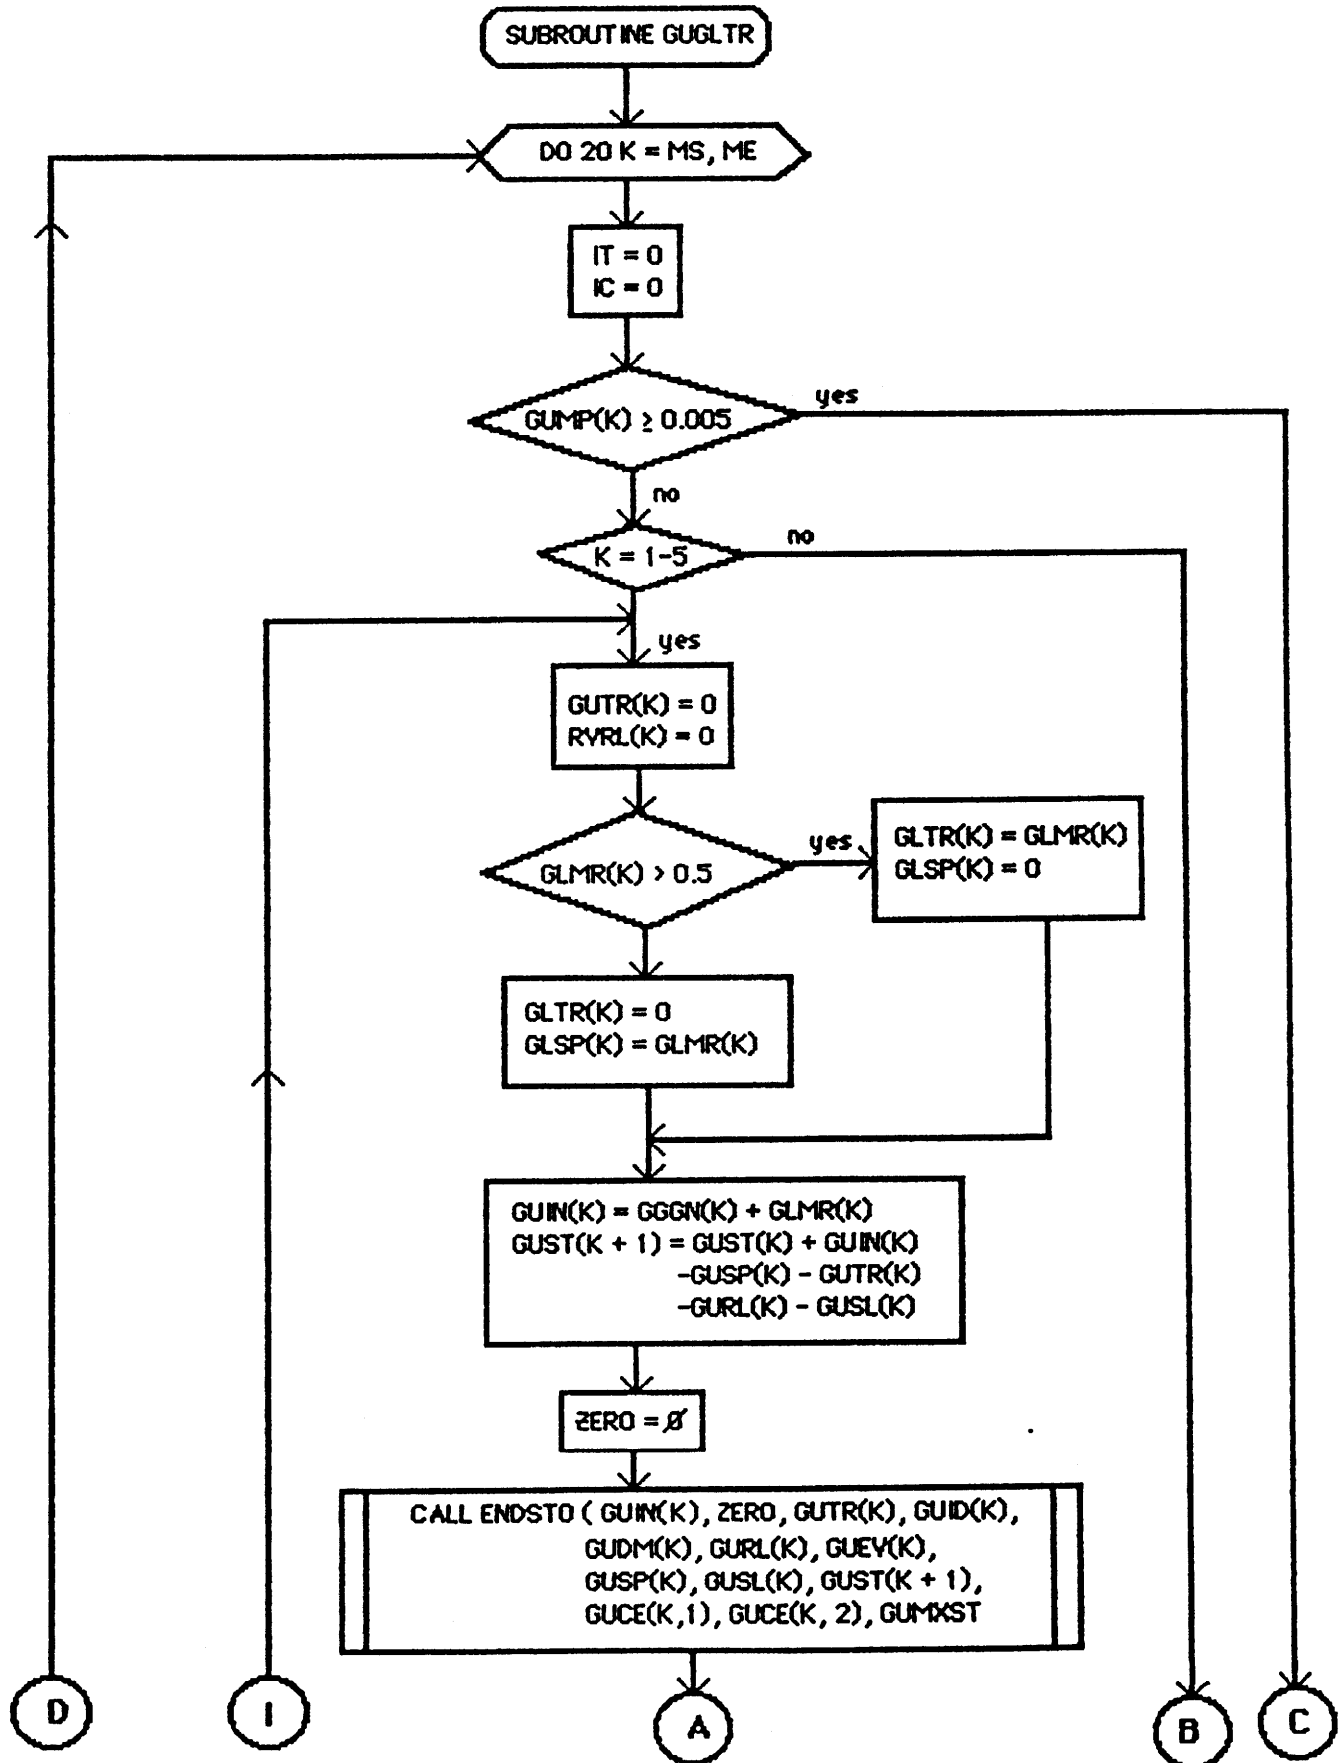 SUBROUTINE GUGLTR
DO 20 K = MS, ME
IT = 0
IC = 0
GUMP(K) ≥ 0.005
yes
no
K = 1-5
no
yes
GUTR(K) = 0
RVRL(K) = 0
GLMR(K) > 0.5
yes
GLTR(K) = GLMR(K)
GLSP(K) = 0
GLTR(K) = 0
GLSP(K) = GLMR(K)
GUIN(K) = GGGN(K) + GLMR(K)
GUST(K + 1) = GUST(K) + GUIN(K)
-GUSP(K) - GUTR(K)
-GURL(K) - GUSL(K)
ZERO = Ø
CALL ENDSTO ( GUIN(K), ZERO, GUTR(K), GUID(K),
GUDM(K), GURL(K), GUEV(K),
GUSP(K), GUSL(K), GUST(K + 1),
GUCE(K,1), GUCE(K, 2), GUMXST
D
I
A
B
C